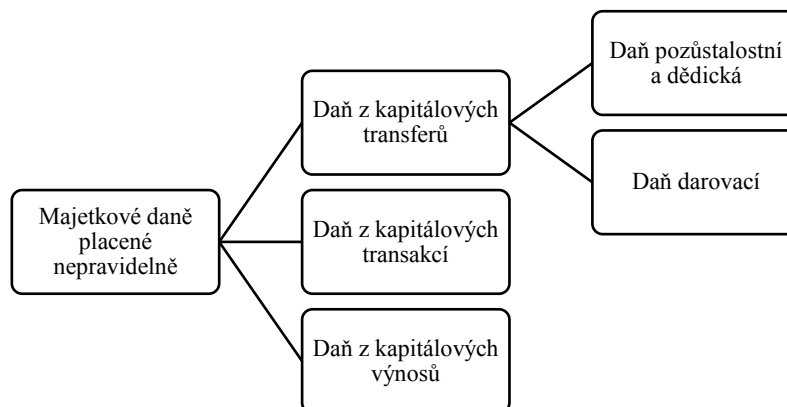 Majetkové daně
placené
nepravidelně
Daň z kapitálových
transferů
Daň pozůstalostní
a dědická
Daň darovací
Daň z kapitálových
transakcí
Daň z kapitálových
výnosů